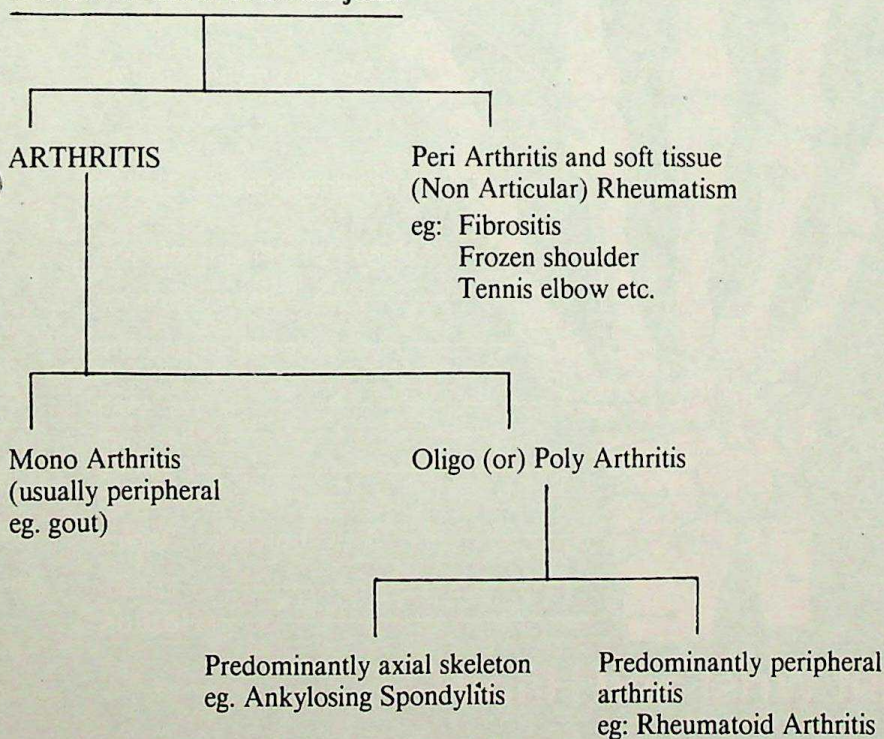 ARTHRITIS
Peri Arthritis and soft tissue
(Non Articular) Rheumatism
eg: Fibrositis
Frozen shoulder
Tennis elbow etc.
Mono Arthritis
(usually peripheral
eg. gout)
Oligo (or) Poly Arthritis
Predominantly axial skeleton
eg. Ankylosing Spondylitis
Predominantly peripheral
arthritis
eg: Rheumatoid Arthritis